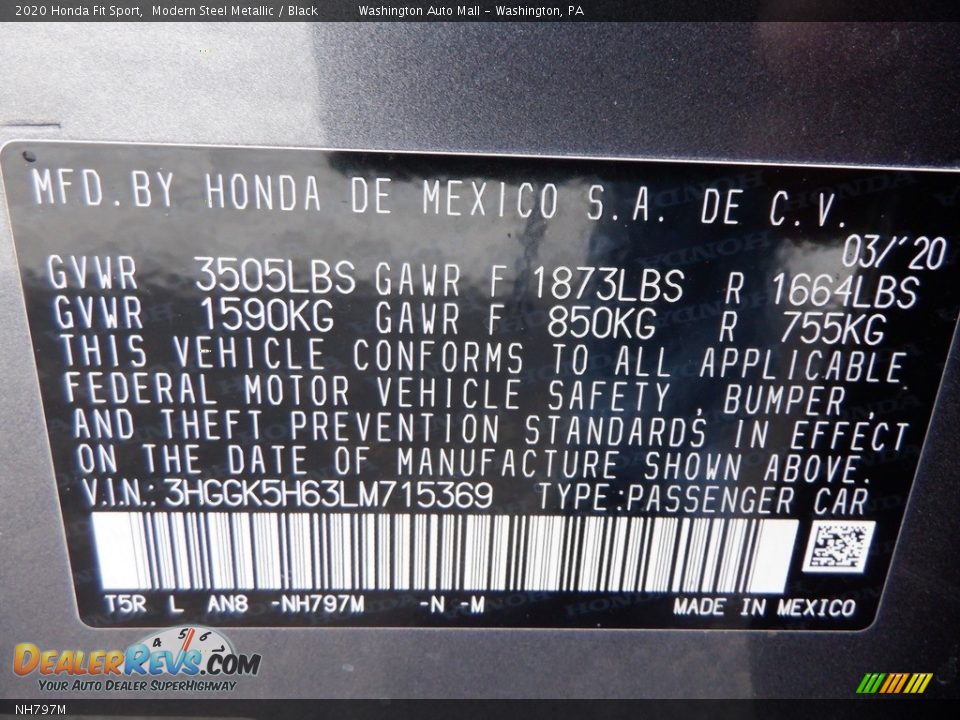 2020 Honda Fit Sport, Modern Steel Metallic / Black Washington Auto Mall - Washington, PA
MFD. BY HONDA DE MEXICO S.A. DE C.V.
03/'20
GVWR 3505LBS GAWR F 1873LBS R 1664LBS
GVWR 1590KG GAWR F 850KG R 755KG
THIS VEHICLE CONFORMS TO ALL APPLICABLE
FEDERAL MOTOR VEHICLE SAFETY, BUMPER,
AND THEFT PREVENTION STANDARDS IN EFFECT
ON THE DATE OF MANUFACTURE SHOWN ABOVE.
V.I.N.: 3HGGK5H63LM715369 TYPE: PASSENGER CAR
T5R L AN8 -NH797M -N -M MADE IN MEXICO
4 5 6
DEALERREVS.COM
YOUR AUTO DEALER SUPERHIGHWAY
NH797M